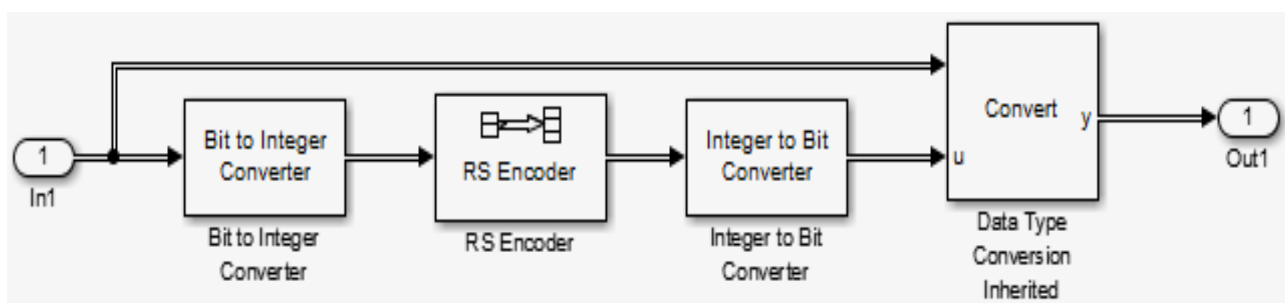 1
In1
Bit to Integer
Converter
Bit to Integer
Converter
RS Encoder
RS Encoder
Integer to Bit
Converter
Integer to Bit
Converter
Convert
y
u
Data Type
Conversion
Inherited
1
Out1